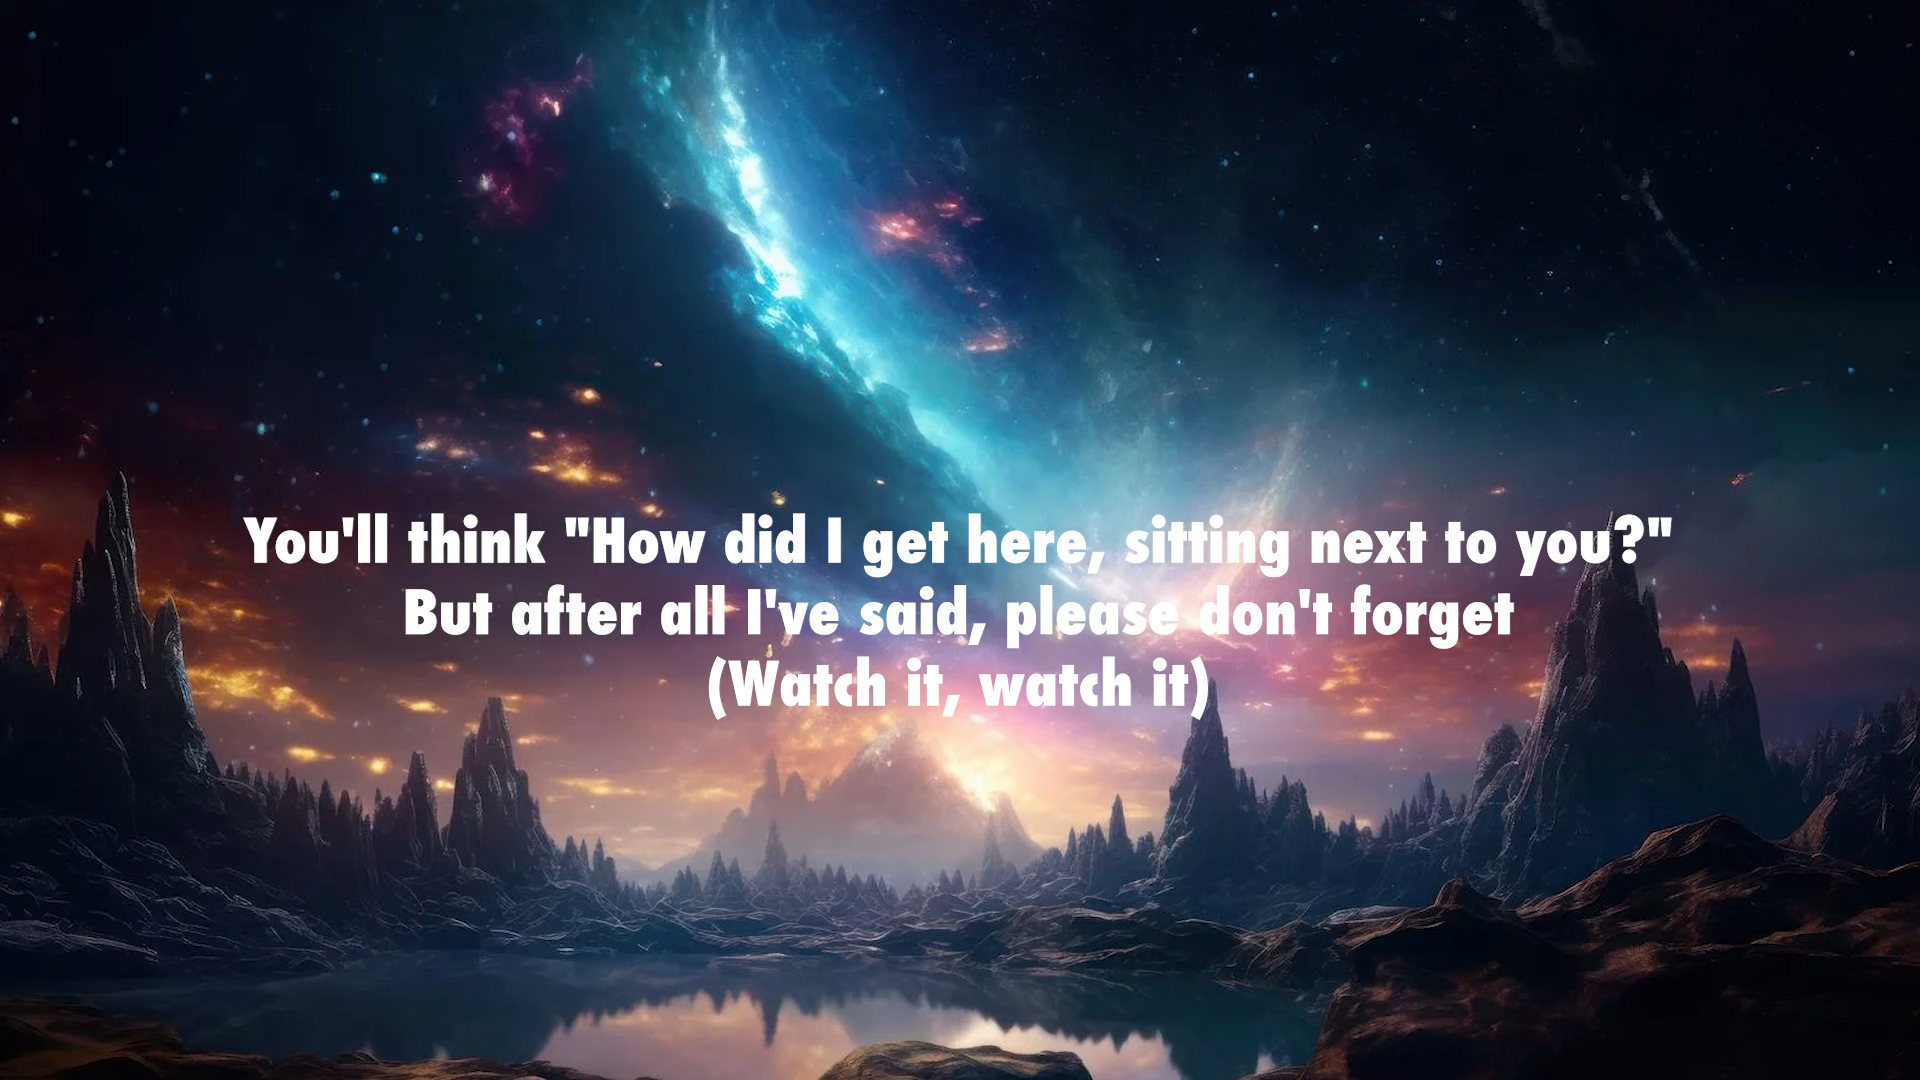 You'll think "How did I get here, sitting next to you?"
But after all I've said, please don't forget
(Watch it, watch it)